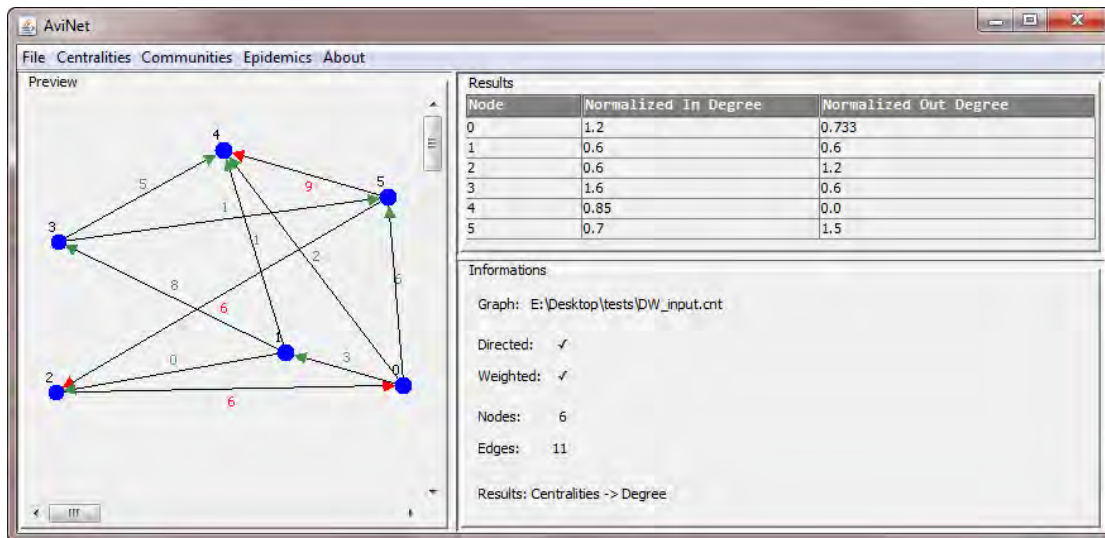 AviNet
File Centralities Communities Epidemics About
Preview
4
5
9
5
3
1
1
2
6
8
6
1
0
3
0
2
6
Results
Node Normalized In Degree Normalized Out Degree
0 1.2 0.733
1 0.6 0.6
2 0.6 1.2
3 1.6 0.6
4 0.85 0.0
5 0.7 1.5
Informations
Graph: E:\Desktop\tests\DW_input.cnt
Directed: ✓
Weighted: ✓
Nodes: 6
Edges: 11
Results: Centralities -> Degree